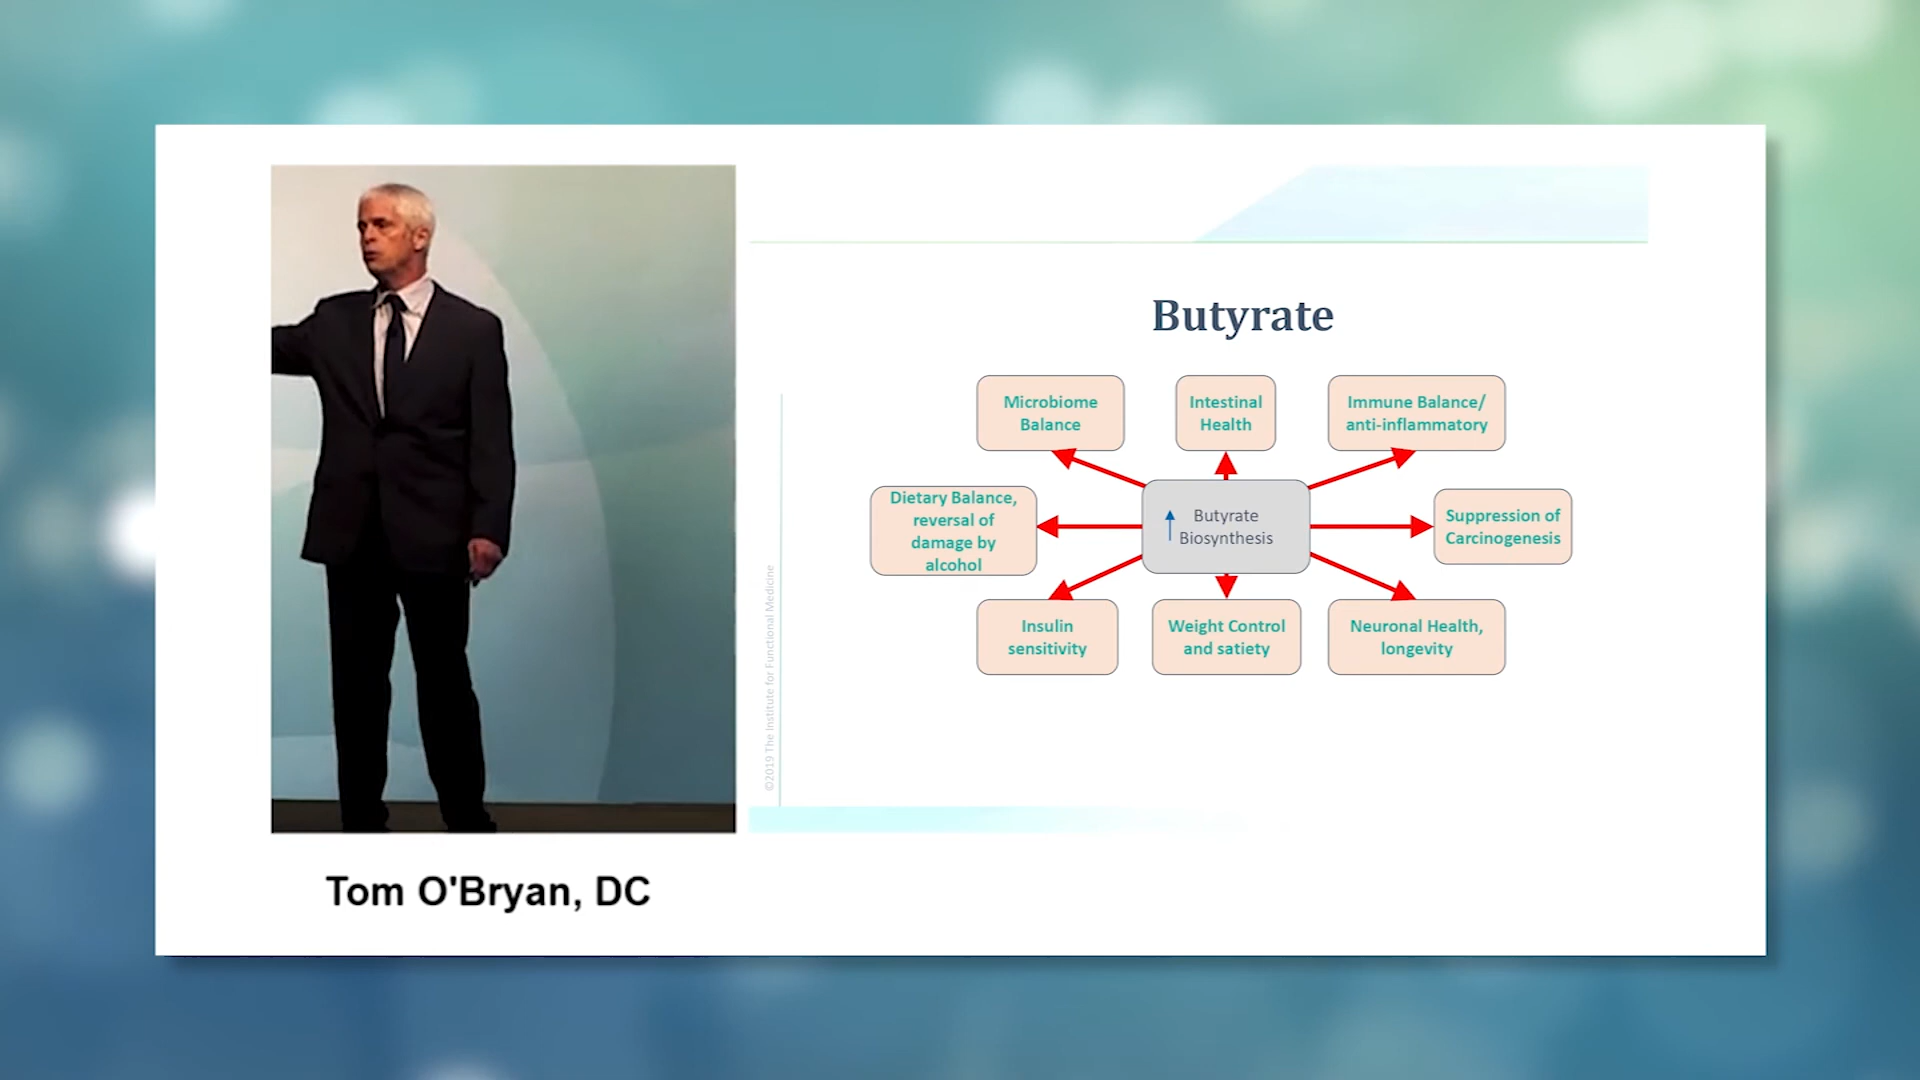 Butyrate
Microbiome
Balance
Intestinal
Health
Immune Balance/
anti-inflammatory
Dietary Balance,
reversal of
damage by
alcohol
Butyrate
Biosynthesis
Suppression of
Carcinogenesis
Insulin
sensitivity
Weight Control
and satiety
Neuronal Health,
longevity
©2019 The Institute for Functional Medicine
Tom O'Bryan, DC